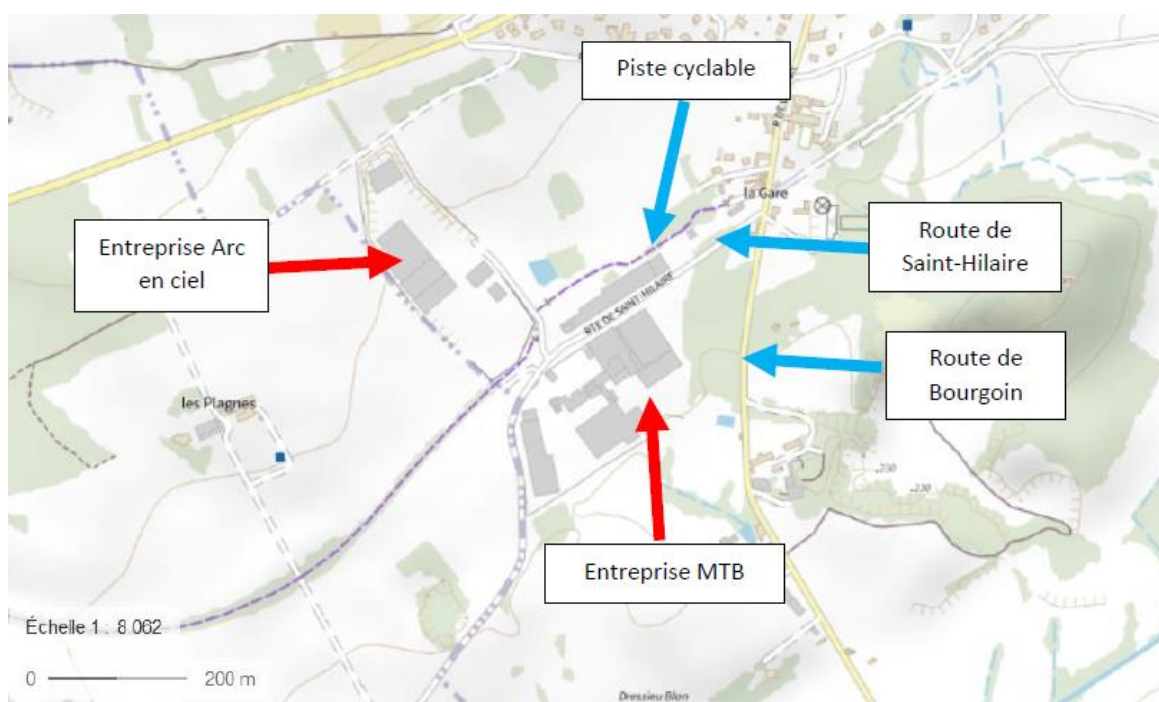 Piste cyclable
la Gare
Entreprise Arc
en ciel
Route de
Saint-Hilaire
RTE DE SAINT-HILAIRE
Route de
Bourgoin
les Plagnes
230
230
Entreprise MTB
Échelle 1 : 8 062
0 200 m
Dressieu Blan